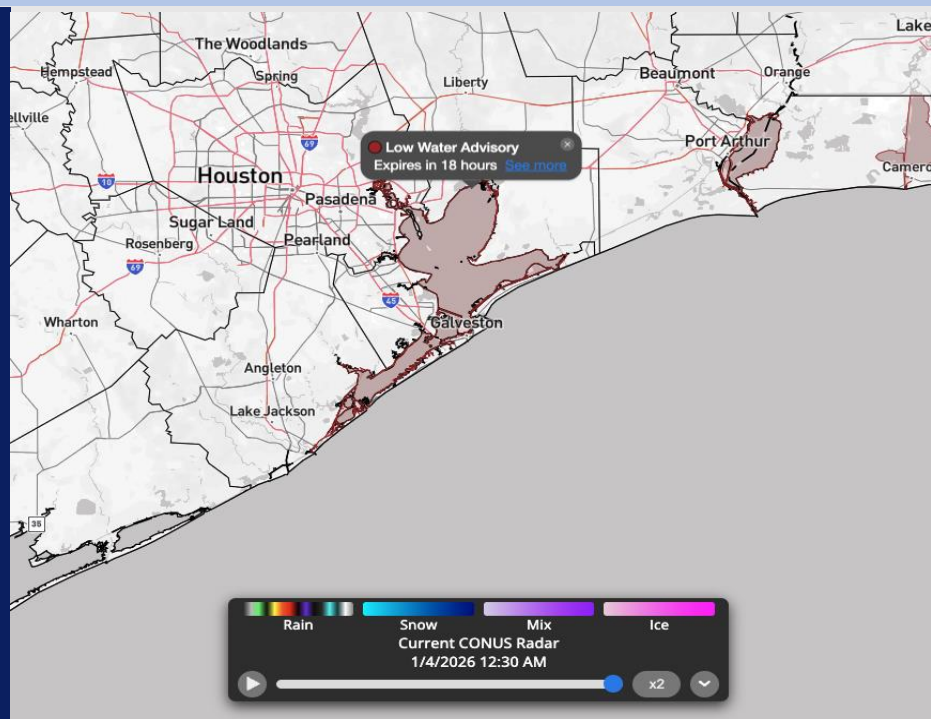 Lake
The Woodlands
Hempstead
Spring
Liberty
Beaumont
Orange
ellville
69
Port Arthur
Low Water Advisory
Expires in 18 hours See more
10
Houston
Pasadena
Camero
Sugar Land
Pearland
Rosenberg
69
45
Wharton
Galveston
Angleton
Lake Jackson
35
Rain Snow Mix Ice
Current CONUS Radar
1/4/2026 12:30 AM
x2